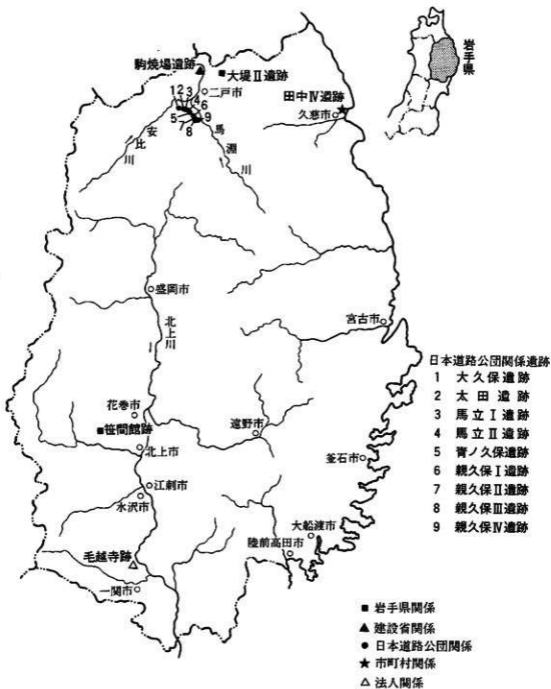 岩手県
駒焼場遺跡
大堤Ⅱ遺跡
二戸市
田中Ⅳ遺跡
久慈市
1 2 3 4 6
5 7 8 9
安比川
馬淵川
盛岡市
北上川
宮古市
花巻市
笹間館跡
遠野市
北上市
釜石市
江刺市
水沢市
大船渡市
陸前高田市
毛越寺跡
一関市
日本道路公団関係遺跡
1 大久保遺跡
2 太田遺跡
3 馬立Ⅰ遺跡
4 馬立Ⅱ遺跡
5 青ノ久保遺跡
6 親久保Ⅰ遺跡
7 親久保Ⅱ遺跡
8 親久保Ⅲ遺跡
9 親久保Ⅳ遺跡
■ 岩手県関係
▲ 建設省関係
● 日本道路公団関係
★ 市町村関係
△ 法人関係